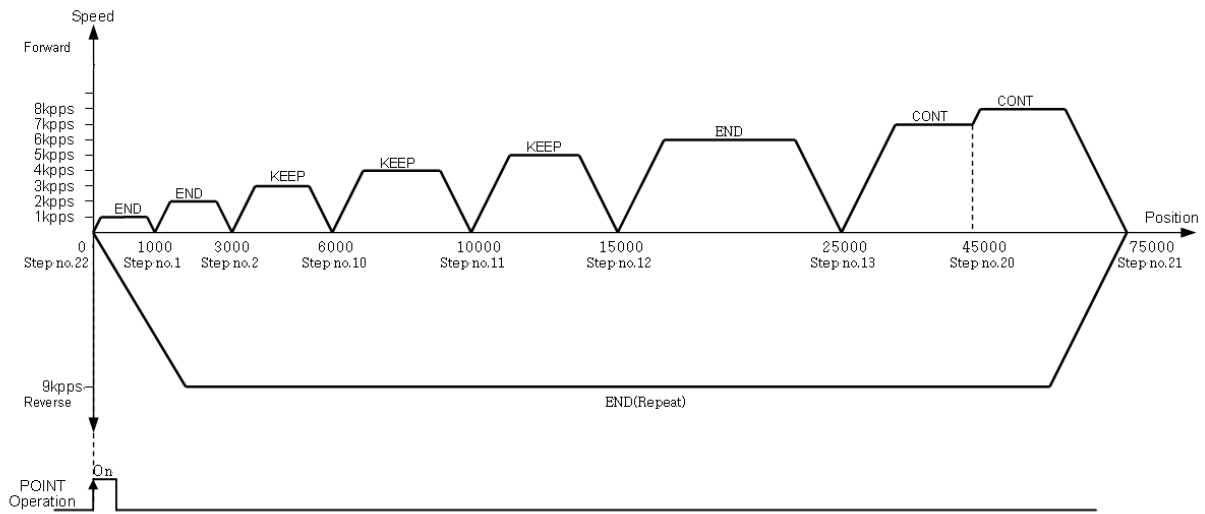 Speed
Forward
8kpps
7kpps
6kpps
5kpps
4kpps
3kpps
2kpps
1kpps
END
END
KEEP
KEEP
KEEP
END
CONT
CONT
Position
0
1000
3000
6000
10000
15000
25000
45000
75000
Step no.22
Step no.1
Step no.2
Step no.10
Step no.11
Step no.12
Step no.13
Step no.20
Step no.21
9kpps
Reverse
END(Repeat)
On
POINT
Operation